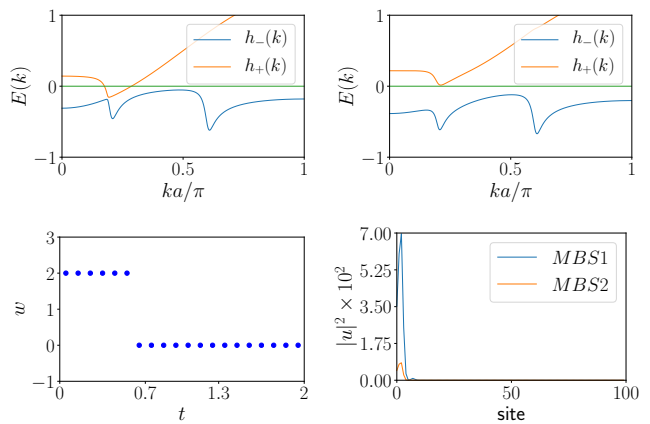 1
0
−1
E(k)
h₋(k)
h₊(k)
0
0.5
1
ka/π
1
0
−1
E(k)
h₋(k)
h₊(k)
0
0.5
1
ka/π
3
2
1
0
−1
w
0.7
1.3
2
t
7.00
5.25
3.50
1.75
0.00
|u|² × 10²
MBS1
MBS2
0
50
100
site